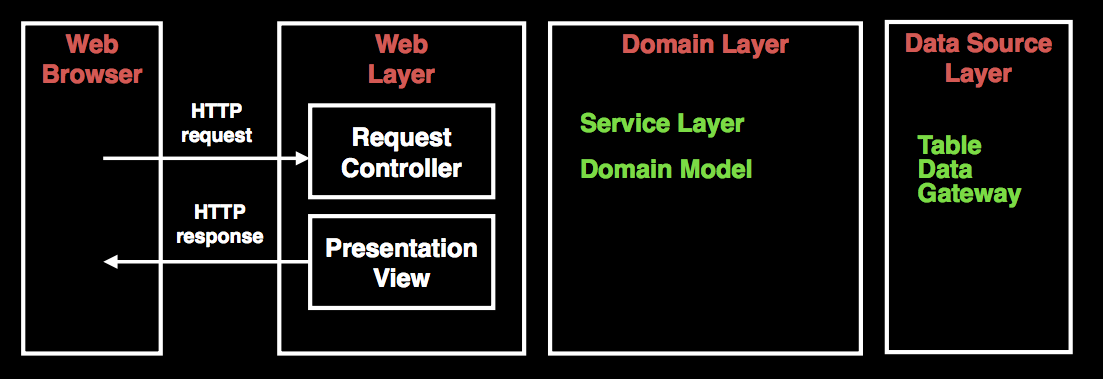 Web
Browser
HTTP
request
HTTP
response
Web
Layer
Request
Controller
Presentation
View
Domain Layer
Service Layer
Domain Model
Data Source
Layer
Table
Data
Gateway